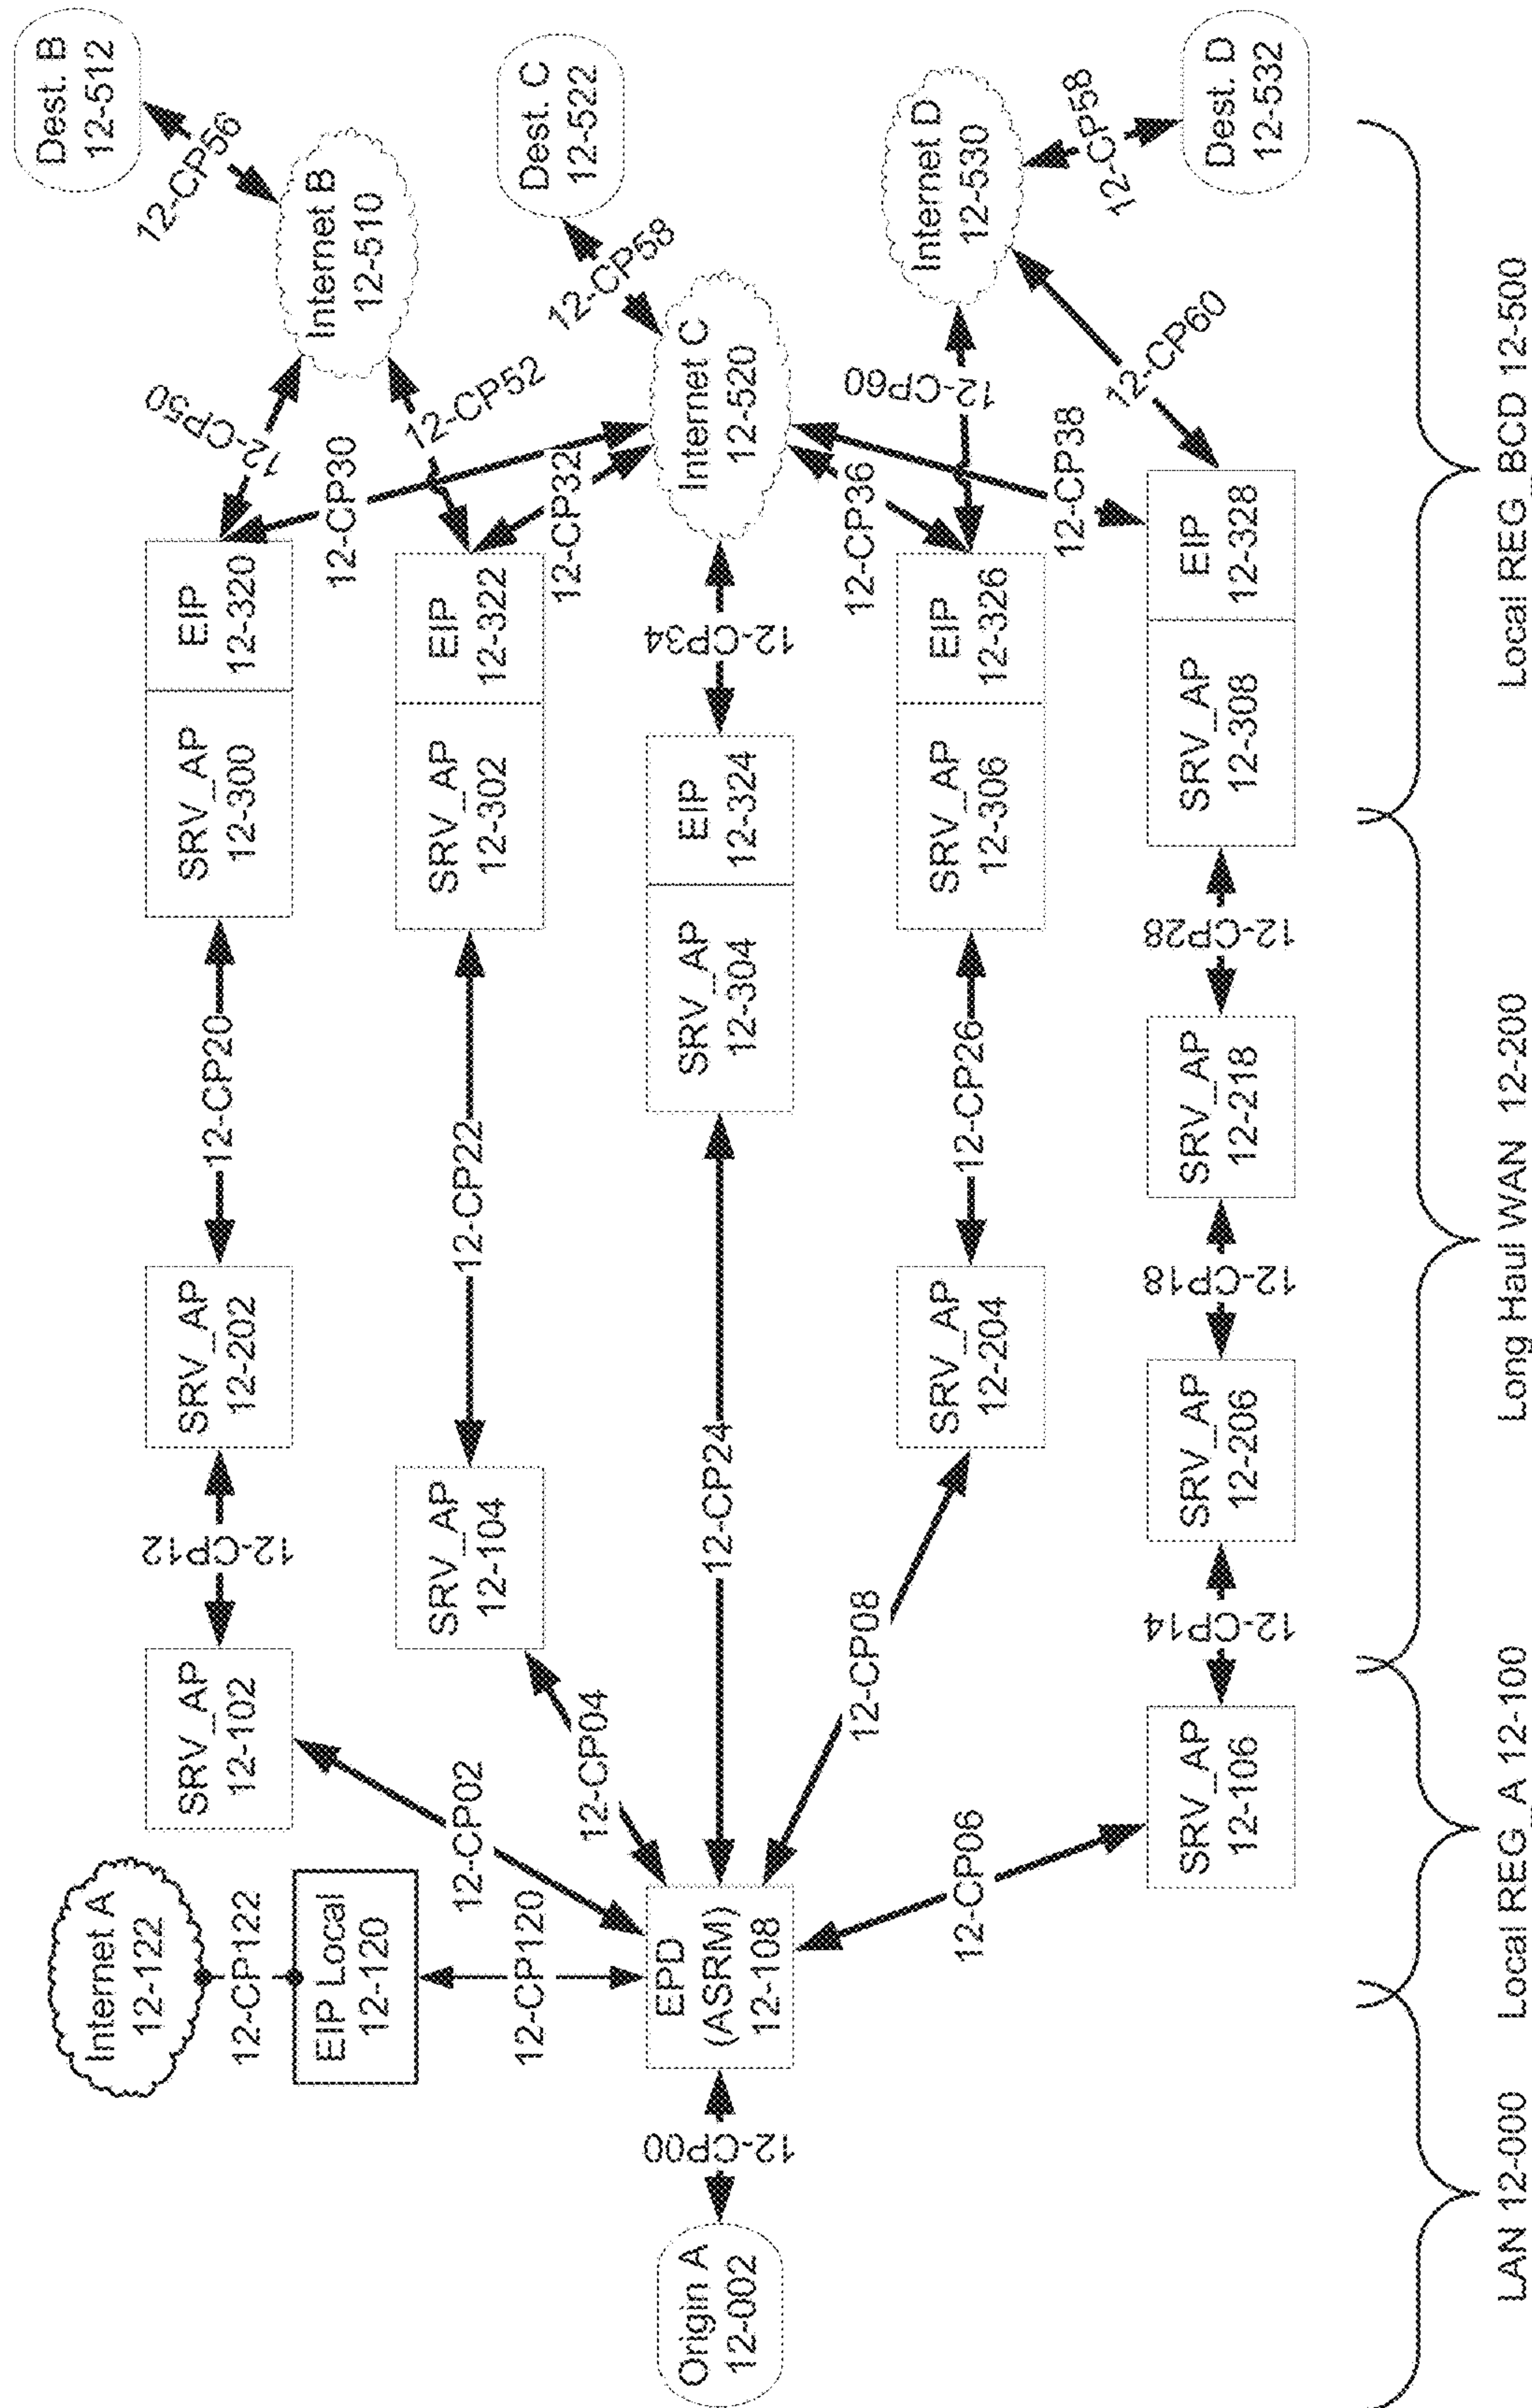 Internet A
12-122
12-CP122
EIP Local
12-120
12-CP120
Origin A
12-002
12-CP00
EPD
(ASRM)
12-108
12-CP02
SRV_AP
12-102
12-CP12
SRV_AP
12-202
12-CP20
SRV_AP
12-300
EIP
12-320
12-CP50
12-CP30
Internet B
12-510
12-CP56
Dest. B
12-512
12-CP04
SRV_AP
12-104
12-CP22
SRV_AP
12-302
EIP
12-322
12-CP52
12-CP32
12-CP24
SRV_AP
12-304
EIP
12-324
12-CP34
Internet C
12-520
12-CP58
Dest. C
12-522
12-CP08
SRV_AP
12-204
12-CP26
SRV_AP
12-306
EIP
12-326
12-CP36
12-CP60
Internet D
12-530
12-CP58
Dest. D
12-532
12-CP06
SRV_AP
12-106
12-CP14
SRV_AP
12-206
12-CP18
SRV_AP
12-218
12-CP28
SRV_AP
12-308
EIP
12-328
12-CP38
12-CP60
LAN 12-000
Local REG_A 12-100
Long Haul WAN 12-200
Local REG_BCD 12-500